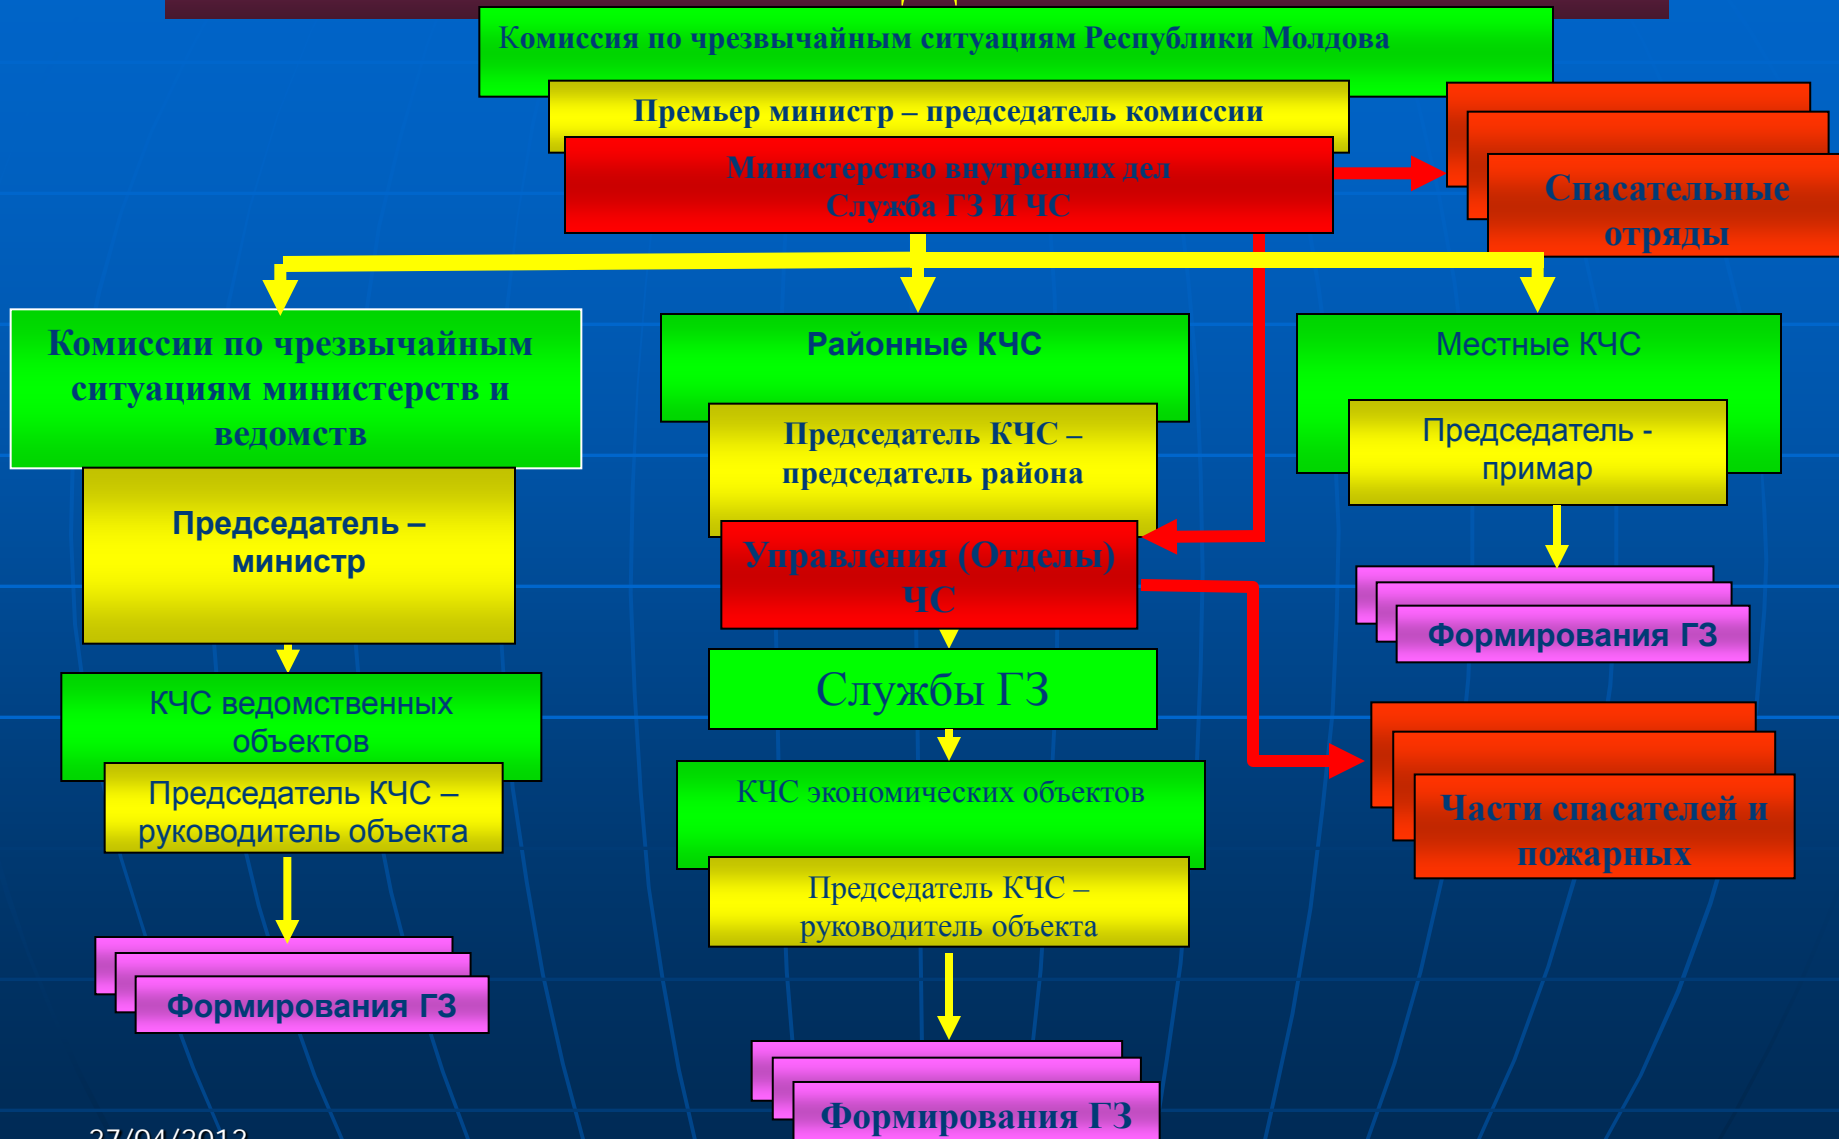 Комиссия по чрезвычайным ситуациям Республики Молдова
Премьер министр – председатель комиссии
Министерство внутренних дел
Служба ГЗ И ЧС
Спасательные
отряды
Комиссии по чрезвычайным
ситуациям министерств и
ведомств
Председатель –
министр
КЧС ведомственных
объектов
Председатель КЧС –
руководитель объекта
Формирования ГЗ
Районные КЧС
Председатель КЧС –
председатель района
Управления (Отделы)
ЧС
Службы ГЗ
КЧС экономических объектов
Председатель КЧС –
руководитель объекта
Формирования ГЗ
Местные КЧС
Председатель -
примар
Формирования ГЗ
Части спасателей и
пожарных
27/04/2012